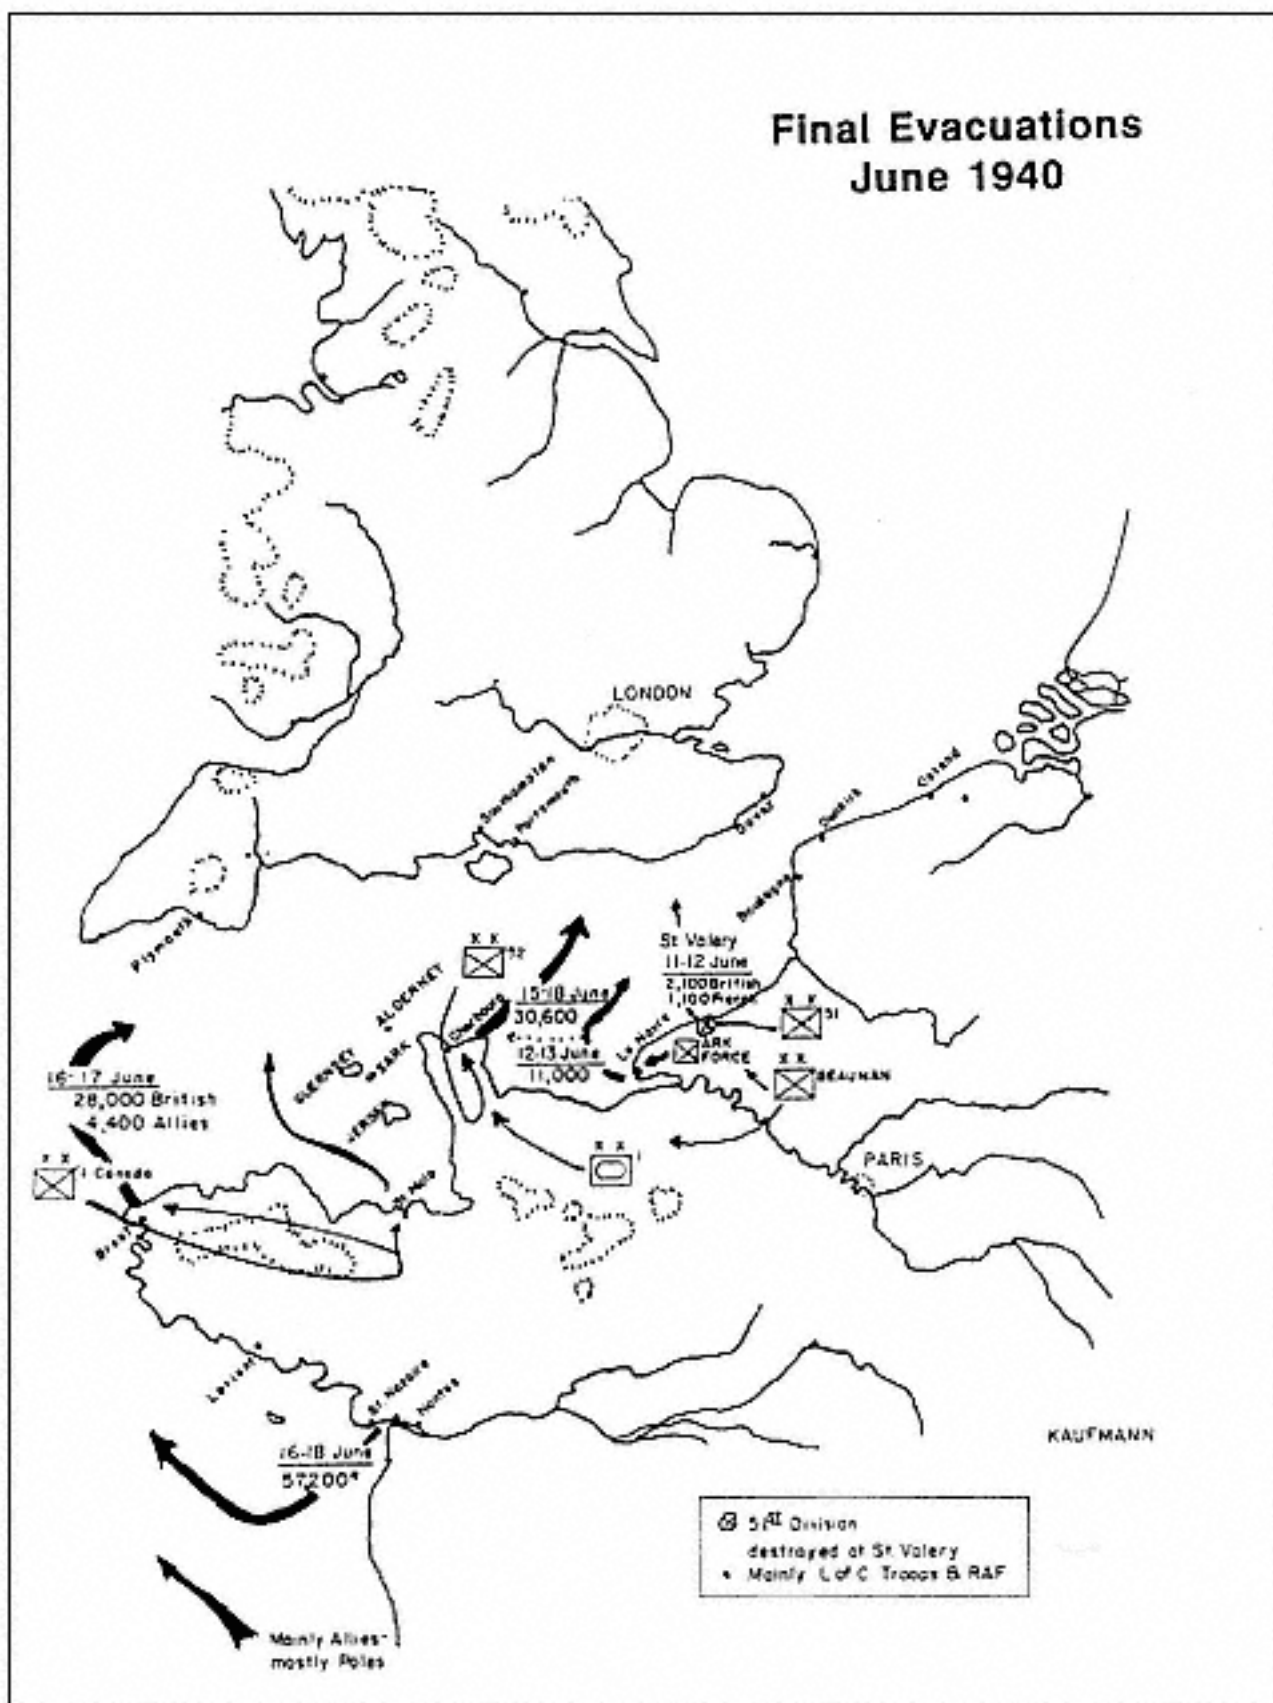 Final Evacuations
June 1940
LONDON
Southampton
Portsmouth
Dover
Ostend
Dunkirk
Boulogne
Plymouth
St Valery
11-12 June
2,100 British
1,100 French
X X
52
15-18 June
30,600
ALDERNEY
Cherbourg
Le Havre
X X
51
ARK
FORCE
12-13 June
11,000
X X
BEAUMAN
GUERNSEY
SARK
JERSEY
16-17 June
28,000 British
4,400 Allies
X X
1 Canada
X X
1
PARIS
St Malo
Brest
Lorient
St Nazaire
Nantes
16-18 June
57200*
KAUFMANN
51ST Division
destroyed at St. Valery
* Mainly L of C Troops & RAF
Mainly Allies-
mostly Poles